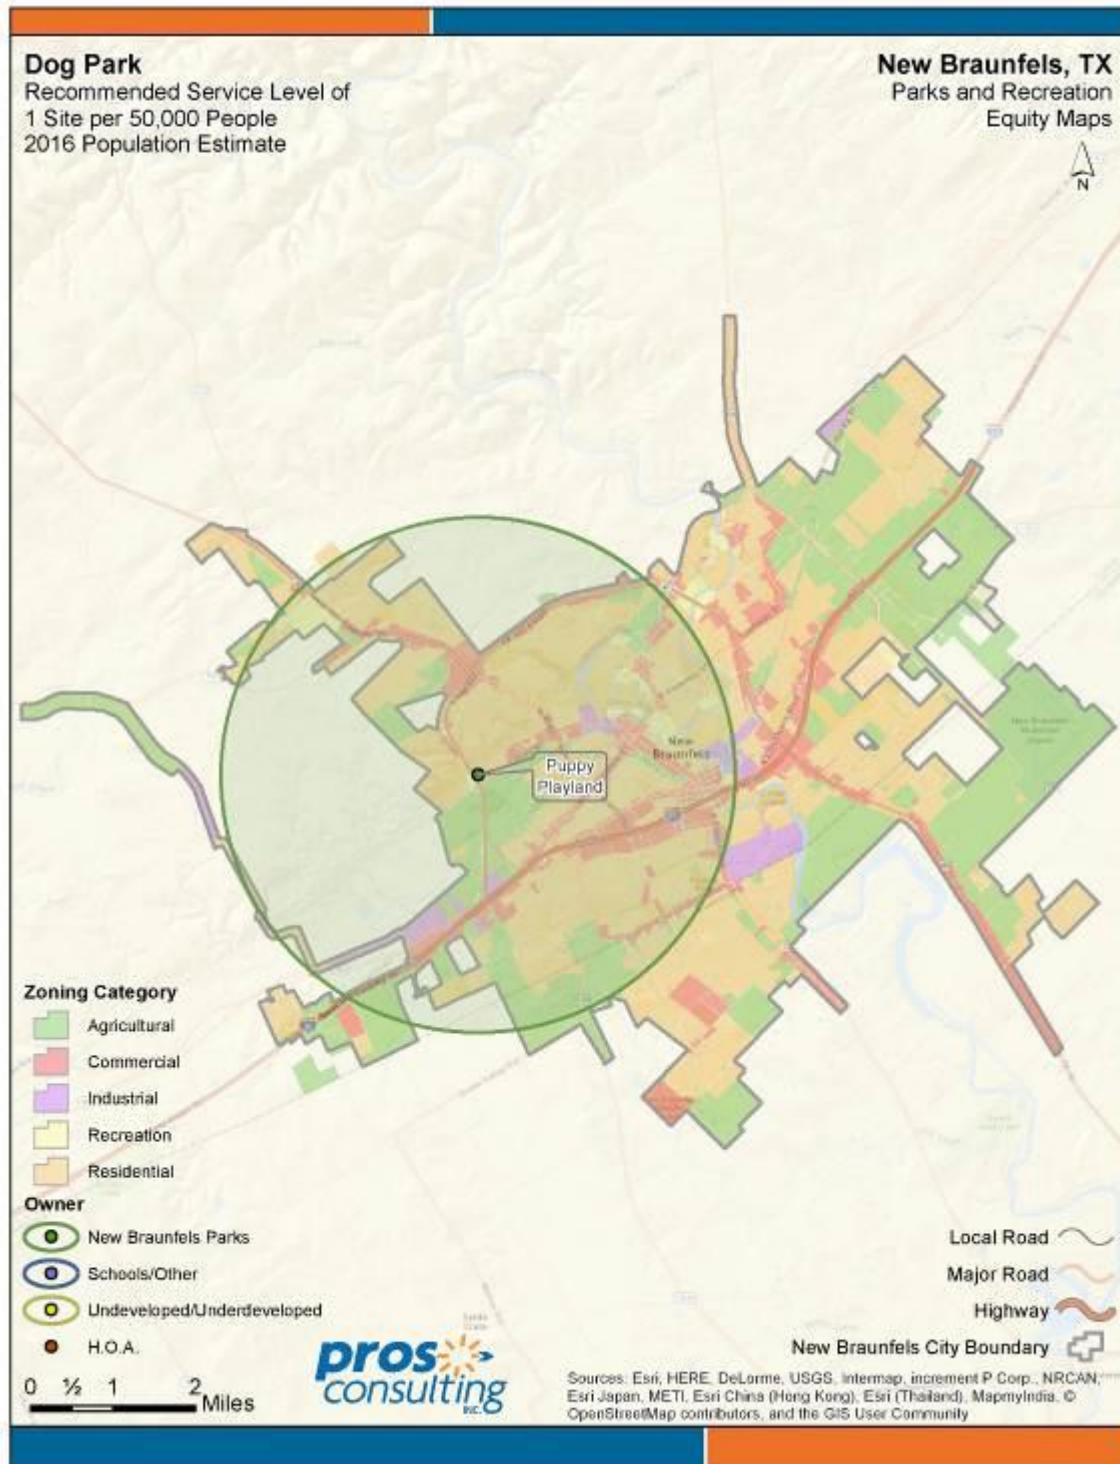 Dog Park
Recommended Service Level of
1 Site per 50,000 People
2016 Population Estimate
New Braunfels, TX
Parks and Recreation
Equity Maps
N
New
Braunfels
Puppy
Playland
Zoning Category
Agricultural
Commercial
Industrial
Recreation
Residential
Owner
New Braunfels Parks
Schools/Other
Undeveloped/Underdeveloped
H.O.A.
0 ½ 1 2 Miles
pros
consulting
INC.
Local Road
Major Road
Highway
New Braunfels City Boundary
Sources: Esri, HERE, DeLorme, USGS, Intermap, increment P Corp., NRCAN,
Esri Japan, METI, Esri China (Hong Kong), Esri (Thailand), MapmyIndia, ©
OpenStreetMap contributors, and the GIS User Community